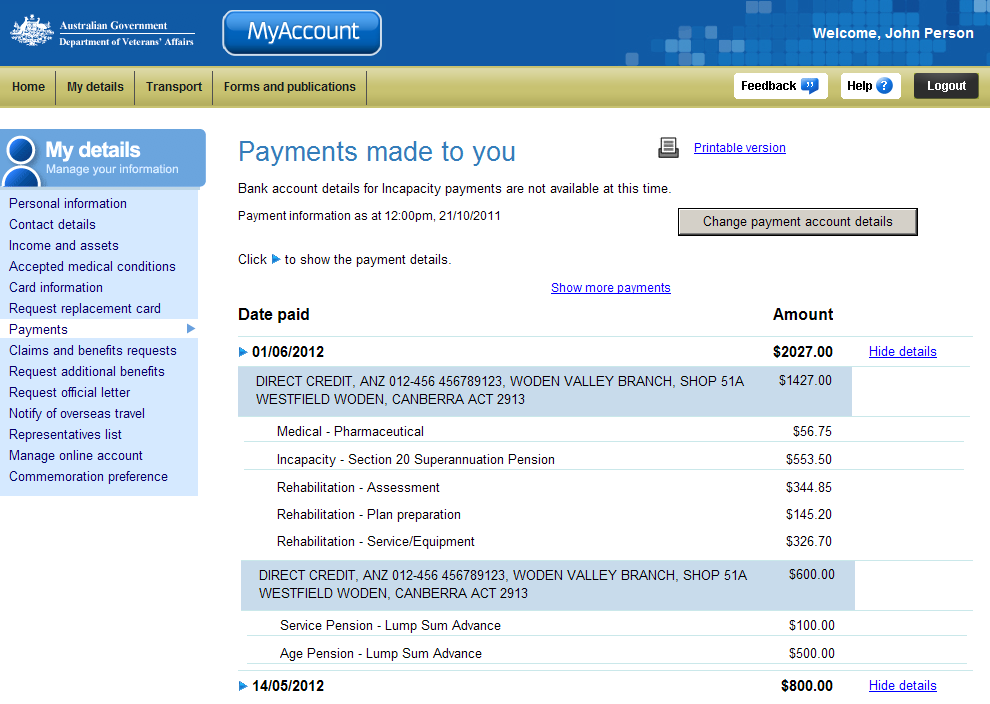 Australian Government
Department of Veterans' Affairs
MyAccount
Welcome, John Person
Home
My details
Transport
Forms and publications
Feedback
Help ?
Logout
My details
Manage your information
Personal information
Contact details
Income and assets
Accepted medical conditions
Card information
Request replacement card
Payments
Claims and benefits requests
Request additional benefits
Request official letter
Notify of overseas travel
Representatives list
Manage online account
Commemoration preference
Payments made to you
Printable version
Bank account details for Incapacity payments are not available at this time.
Payment information as at 12:00pm, 21/10/2011
Change payment account details
Click to show the payment details.
Show more payments
Date paid Amount
01/06/2012 $2027.00 Hide details
DIRECT CREDIT, ANZ 012-456 456789123, WODEN VALLEY BRANCH, SHOP 51A $1427.00
WESTFIELD WODEN, CANBERRA ACT 2913
Medical - Pharmaceutical $56.75
Incapacity - Section 20 Superannuation Pension $553.50
Rehabilitation - Assessment $344.85
Rehabilitation - Plan preparation $145.20
Rehabilitation - Service/Equipment $326.70
DIRECT CREDIT, ANZ 012-456 456789123, WODEN VALLEY BRANCH, SHOP 51A $600.00
WESTFIELD WODEN, CANBERRA ACT 2913
Service Pension - Lump Sum Advance $100.00
Age Pension - Lump Sum Advance $500.00
14/05/2012 $800.00 Hide details